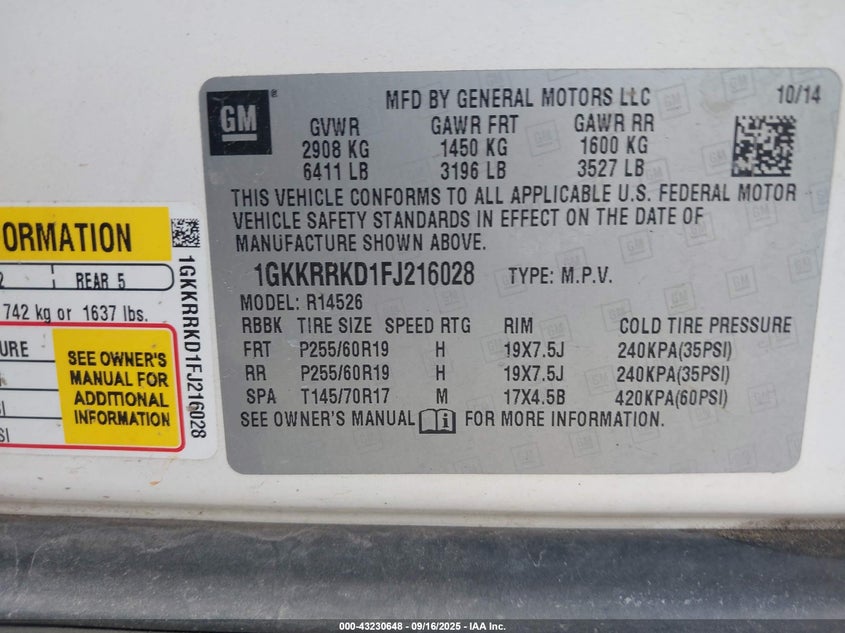 GM
®
MFD BY GENERAL MOTORS LLC 10/14
GVWR GAWR FRT GAWR RR
2908 KG 1450 KG 1600 KG
6411 LB 3196 LB 3527 LB
THIS VEHICLE CONFORMS TO ALL APPLICABLE U.S. FEDERAL MOTOR
VEHICLE SAFETY STANDARDS IN EFFECT ON THE DATE OF
MANUFACTURE SHOWN ABOVE.
1GKKRRKD1FJ216028 TYPE: M.P.V.
MODEL: R14526
RBBK TIRE SIZE SPEED RTG RIM COLD TIRE PRESSURE
FRT P255/60R19 H 19X7.5J 240KPA(35PSI)
RR P255/60R19 H 19X7.5J 240KPA(35PSI)
SPA T145/70R17 M 17X4.5B 420KPA(60PSI)
SEE OWNER'S MANUAL FOR MORE INFORMATION.
ORMATION
2 REAR 5
742 kg or 1637 lbs.
URE
SI
SEE OWNER'S
MANUAL FOR
ADDITIONAL
INFORMATION
1GKKRRKD1FJ216028
000-43230648 - 09/16/2025 - IAA Inc.